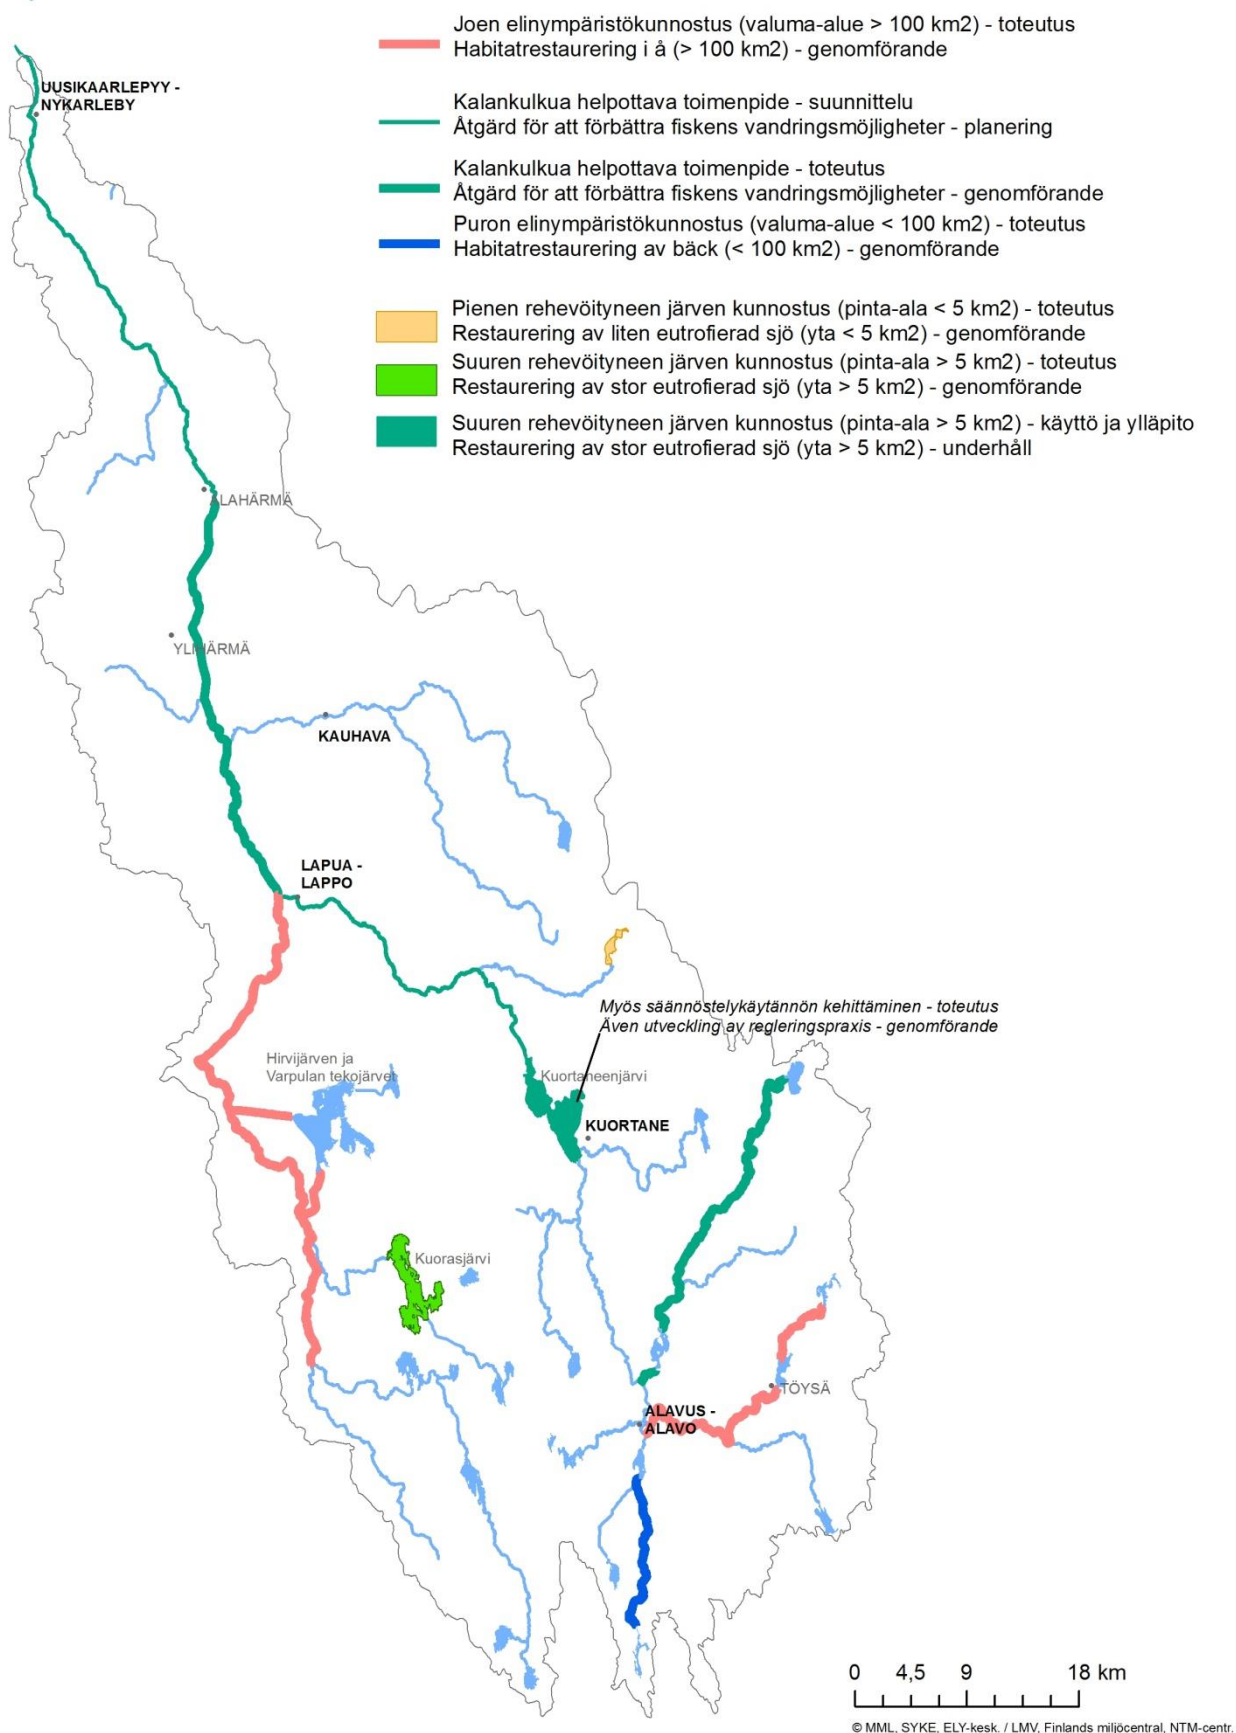 Joen elinympäristökunnostus (valuma-alue > 100 km2) - toteutus
Habitatrestaurering i å (> 100 km2) - genomförande
Kalankulkua helpottava toimenpide - suunnittelu
Åtgärd för att förbättra fiskens vandringsmöjligheter - planering
Kalankulkua helpottava toimenpide - toteutus
Åtgärd för att förbättra fiskens vandringsmöjligheter - genomförande
Puron elinympäristökunnostus (valuma-alue < 100 km2) - toteutus
Habitatrestaurering av bäck (< 100 km2) - genomförande
Pienen rehevöityneen järven kunnostus (pinta-ala < 5 km2) - toteutus
Restaurering av liten eutrofierad sjö (yta < 5 km2) - genomförande
Suuren rehevöityneen järven kunnostus (pinta-ala > 5 km2) - toteutus
Restaurering av stor eutrofierad sjö (yta > 5 km2) - genomförande
Suuren rehevöityneen järven kunnostus (pinta-ala > 5 km2) - käyttö ja ylläpito
Restaurering av stor eutrofierad sjö (yta > 5 km2) - underhåll
UUSIKAARLEPYY -
NYKARLEBY
ALAHÄRMÄ
YLIHÄRMÄ
KAUHAVA
LAPUA -
LAPPO
Myös säännöstelykäytännön kehittäminen - toteutus
Även utveckling av regleringspraxis - genomförande
Hirvijärven ja
Varpulan tekojärvet
Kuortaneenjärvi
KUORTANE
Kuorasjärvi
TÖYSÄ
ALAVUS -
ALAVO
0 4,5 9 18 km
© MML, SYKE, ELY-kesk. / LMV, Finlands miljöcentral, NTM-centr.